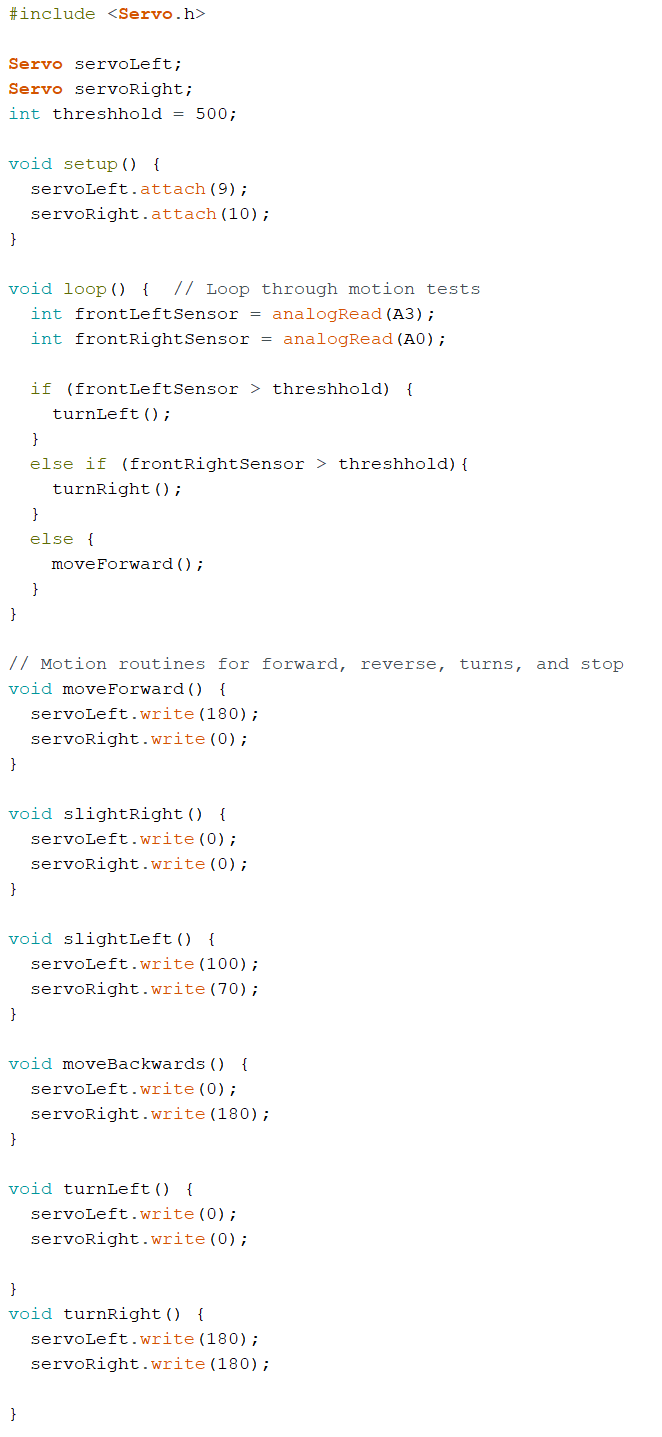 #include <Servo.h>
Servo servoLeft;
Servo servoRight;
int threshhold = 500;
void setup() {
servoLeft.attach(9);
servoRight.attach(10);
}
void loop() {  // Loop through motion tests
int frontLeftSensor = analogRead(A3);
int frontRightSensor = analogRead(A0);
if (frontLeftSensor > threshhold) {
turnLeft();
}
else if (frontRightSensor > threshhold){
turnRight();
}
else {
moveForward();
}
}
// Motion routines for forward, reverse, turns, and stop
void moveForward() {
servoLeft.write(180);
servoRight.write(0);
}
void slightRight() {
servoLeft.write(0);
servoRight.write(0);
}
void slightLeft() {
servoLeft.write(100);
servoRight.write(70);
}
void moveBackwards() {
servoLeft.write(0);
servoRight.write(180);
}
void turnLeft() {
servoLeft.write(0);
servoRight.write(0);
}
void turnRight() {
servoLeft.write(180);
servoRight.write(180);
}